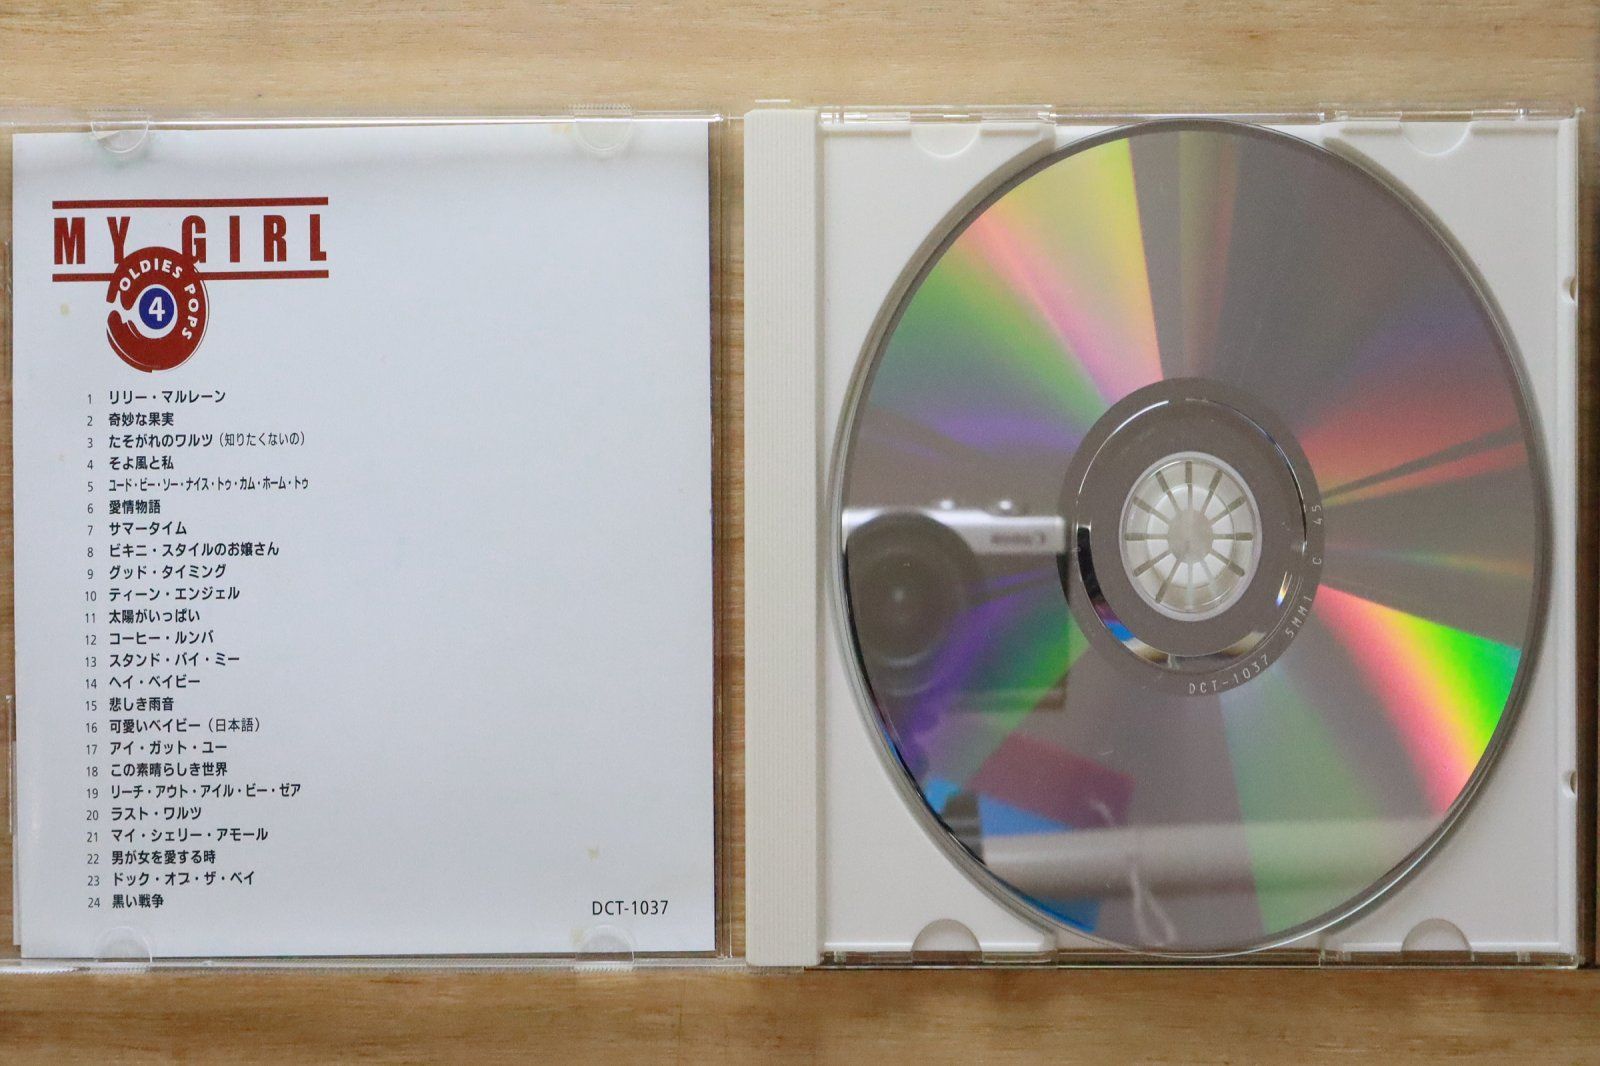 MY GIRL
OLDIES POPS
4
1 リリー・マルレーン
2 奇妙な果実
3 たそがれのワルツ（知りたくないの）
4 そよ風と私
5 ユード・ビー・ソー・ナイス・トゥ・カム・ホーム・トゥ
6 愛情物語
7 サマータイム
8 ビキニ・スタイルのお嬢さん
9 グッド・タイミング
10 ティーン・エンジェル
11 太陽がいっぱい
12 コーヒー・ルンバ
13 スタンド・バイ・ミー
14 ヘイ・ベイビー
15 悲しき雨音
16 可愛いベイビー（日本語）
17 アイ・ガット・ユー
18 この素晴らしき世界
19 リーチ・アウト・アイル・ビー・ゼア
20 ラスト・ワルツ
21 マイ・シェリー・アモール
22 男が女を愛する時
23 ドック・オブ・ザ・ベイ
24 黒い戦争
DCT-1037
DCT-1037 5MM1 C 45